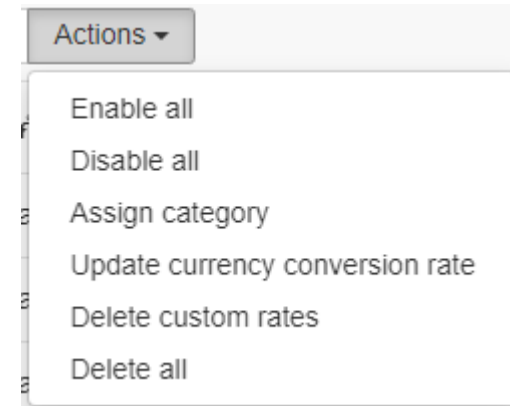 Actions
Enable all
Disable all
Assign category
Update currency conversion rate
Delete custom rates
Delete all